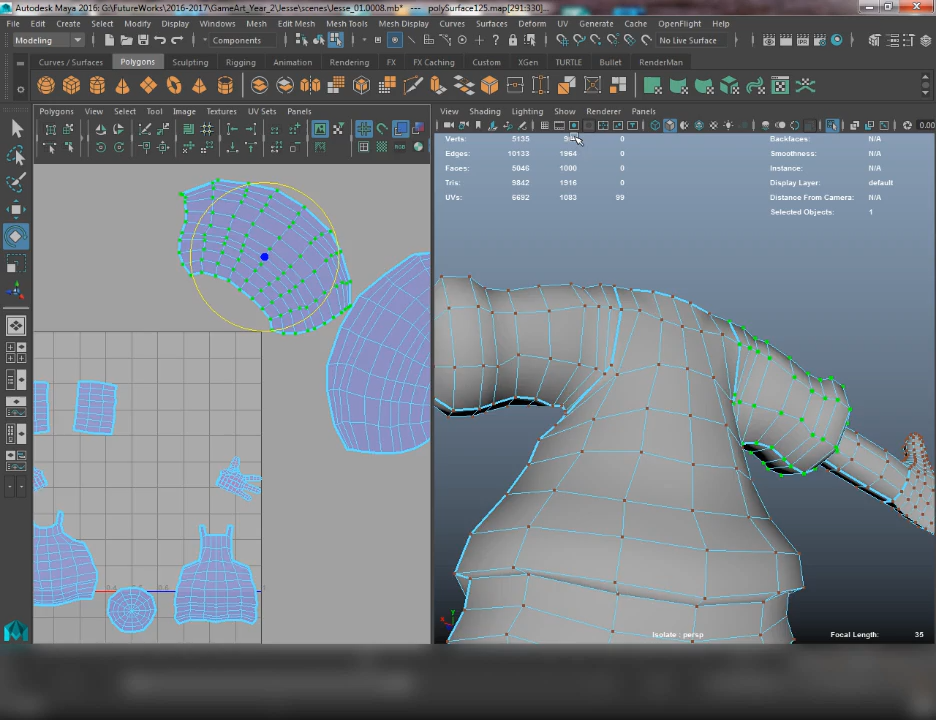 Autodesk Maya 2016: G:\FutureWorks\2016-2017\GameArt_Year_2\Jesse\scenes\Jesse_01.0008.mb* --- polySurface125.map[291:330]...
File Edit Create Select Modify Display Windows Mesh Edit Mesh Mesh Tools Mesh Display Curves Surfaces Deform UV Generate Cache OpenFlight Help
Modeling Components No Live Surface
Curves / Surfaces Polygons Sculpting Rigging Animation Rendering FX FX Caching Custom XGen TURTLE Bullet RenderMan
Polygons View Select Tool Image Textures UV Sets Panels
View Shading Lighting Show Renderer Panels
0.00
Verts: 5135 0 Backfaces: N/A
Edges: 10133 1964 0 Smoothness: N/A
Faces: 5046 1000 0 Instance: N/A
Tris: 9842 1916 0 Display Layer: default
UVs: 6692 1083 99 Distance From Camera: N/A
Selected Objects: 1
Isolate : persp Focal Length: 35